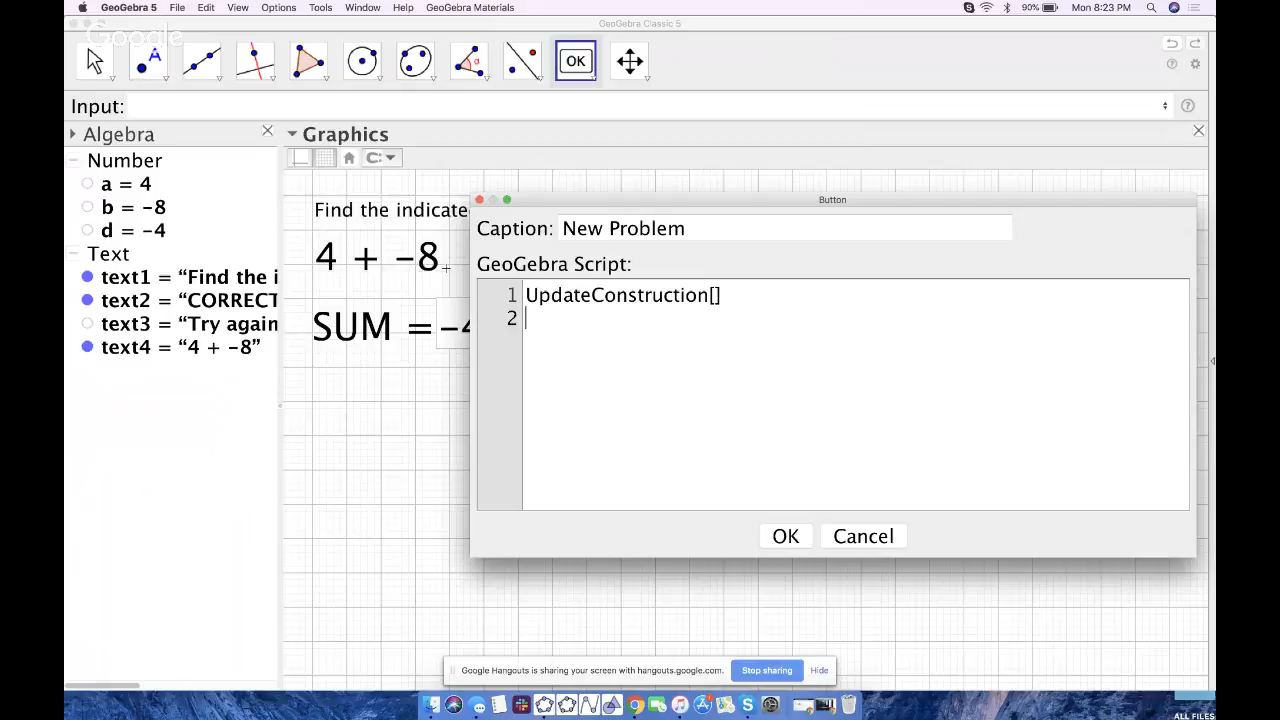 GeoGebra 5 File Edit View Options Tools Window Help GeoGebra Materials 90% Mon 8:23 PM
GeoGebra Classic 5
Google
A
α
OK
Input:
Algebra
Graphics
Number
a = 4
b = -8
d = -4
Text
text1 = “Find the i
text2 = “CORRECT
text3 = “Try again
text4 = “4 + -8”
Find the indicate
4 + -8
SUM = -4
Button
Caption: New Problem
GeoGebra Script:
1 UpdateConstruction[]
2
OK Cancel
Google Hangouts is sharing your screen with hangouts.google.com. Stop sharing Hide
ALL FILES